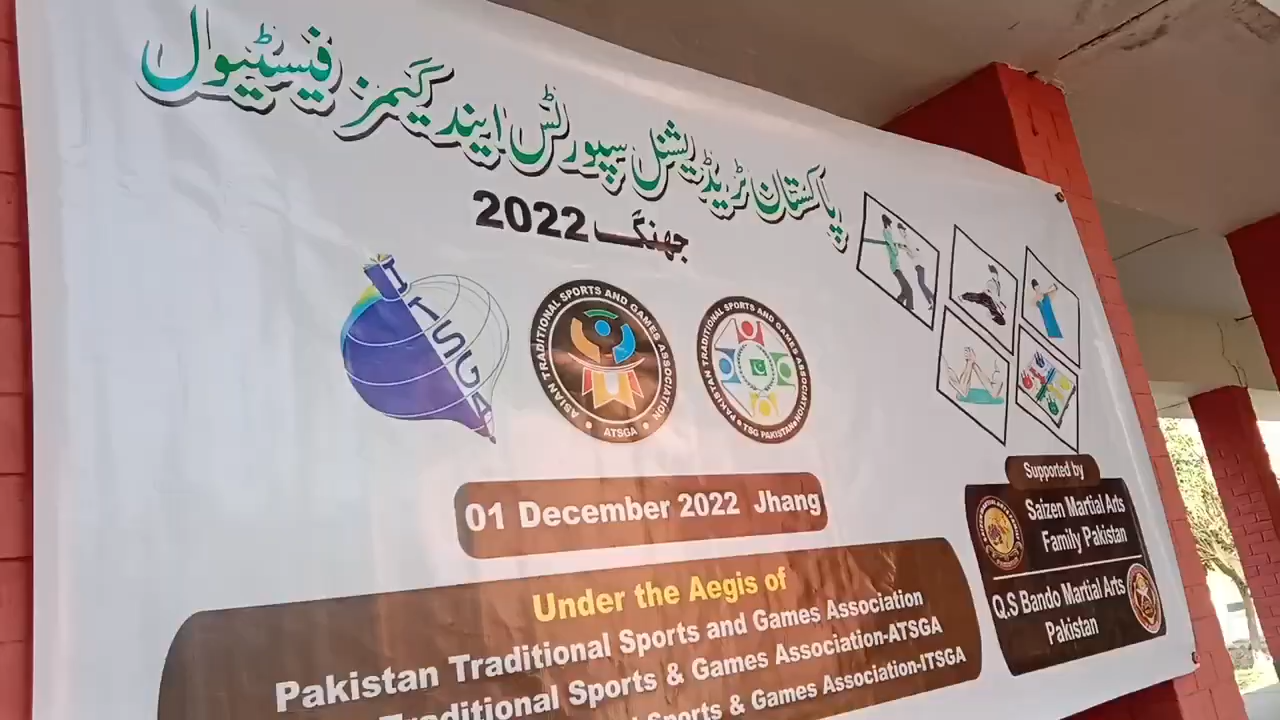 پاکستان ٹریڈیشنل سپورٹس اینڈ گیمز فیسٹیول
جھنگ 2022
ITSGA
ASIAN TRADITIONAL SPORTS AND GAMES ASSOCIATION
ATSGA
PAKISTAN TRADITIONAL SPORTS AND GAMES ASSOCIATION
TSG PAKISTAN
01 December 2022 Jhang
Under the Aegis of
Pakistan Traditional Sports and Games Association
Traditional Sports & Games Association-ATSGA
Sports & Games Association-ITSGA
Supported by
Saizen Martial Arts
Family Pakistan
Q.S Bando Martial Arts
Pakistan